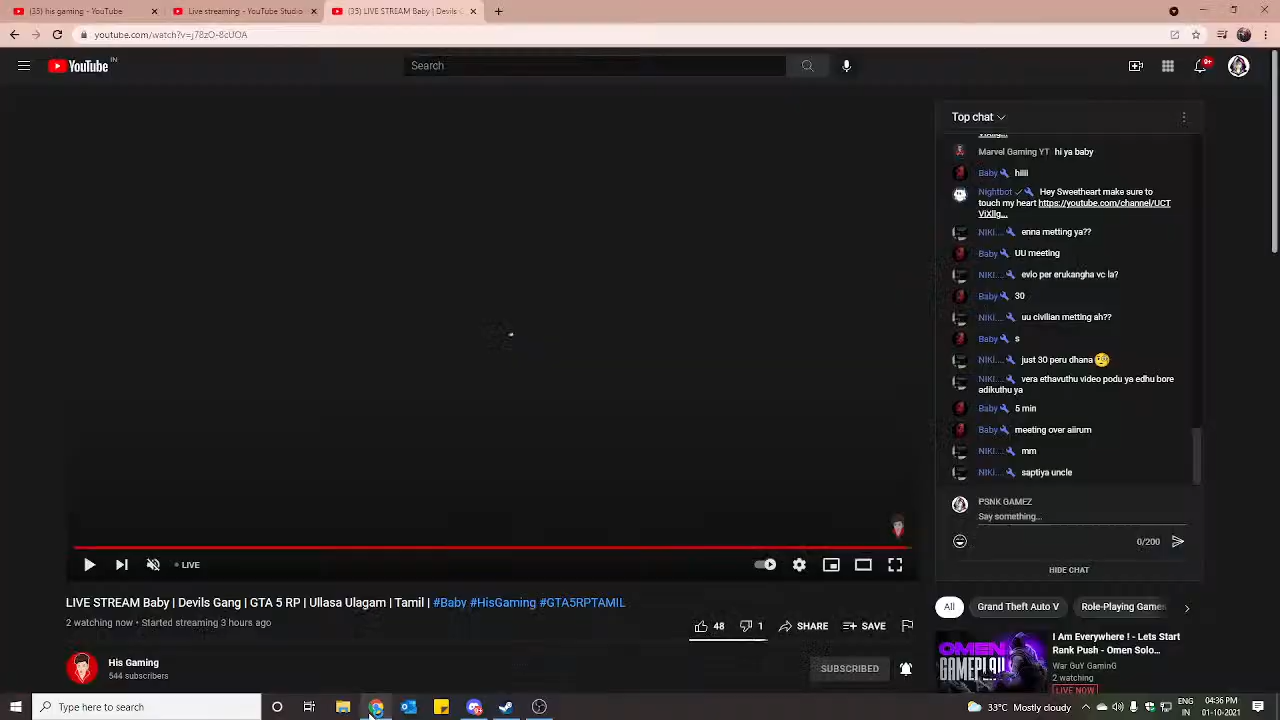 (35) his gaming - YouTube
Live streaming - YouTube Studio
(35) LIVE STREAM Baby | Devils G
youtube.com/watch?v=j78zO-8cUOA
YouTube IN
Search
9+
Top chat
Marvel Gaming YT hi ya baby
Baby hiiii
Nightbot Hey Sweetheart make sure to
touch my heart https://youtube.com/channel/UCT
ViXllg...
NIKI.... enna metting ya??
Baby UU meeting
NIKI.... evlo per erukangha vc la?
Baby 30
NIKI.... uu civilian metting ah??
Baby s
NIKI.... just 30 peru dhana
NIKI.... vera ethavuthu video podu ye edhu bore
adikuthu ya
Baby 5 min
Baby meeting over aiirum
NIKI.... mm
NIKI.... saptiya uncle
PSNK GAMEZ
Say something...
0/200
HIDE CHAT
LIVE
LIVE STREAM Baby | Devils Gang | GTA 5 RP | Ullasa Ulagam | Tamil | #Baby #HisGaming #GTA5RPTAMIL
2 watching now • Started streaming 3 hours ago
48
1
SHARE
SAVE
His Gaming
544 subscribers
SUBSCRIBED
All
Grand Theft Auto V
Role-Playing Games
OMEN
GAMEPLAY
I Am Everywhere ! - Lets Start
Rank Push - Omen Solo...
War GuY GaminG
2 watching
LIVE NOW
Type here to search
33°C Mostly cloudy
ENG
IN
04:36 PM
01-10-2021